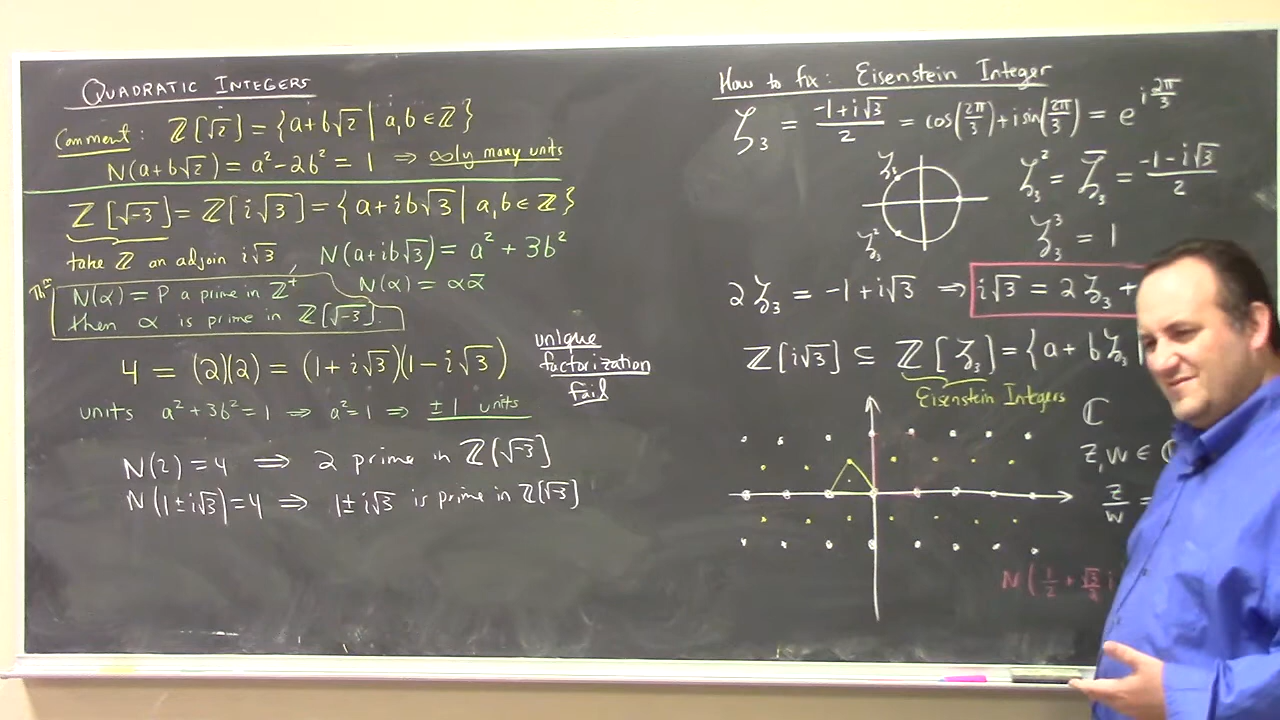 QUADRATIC INTEGERS
Comment: ℤ[√2] = {a+b√2 | a,b ∈ ℤ}
N(a+b√2) = a² - 2b² = 1 ⇒ ∞ly many units
ℤ[√-3] = ℤ[i√3] = {a+ib√3 | a,b ∈ ℤ}
take ℤ an adjoin i√3, N(a+ib√3) = a² + 3b²
N(α) = αᾱ
Thm N(α) = P a prime in ℤ⁺
then α is prime in ℤ[√-3].
4 = (2)(2) = (1+i√3)(1-i√3)
unique
factorization
fail
units a²+3b²=1 ⇒ a²=1 ⇒ ±1 units
N(2)=4 ⇒ 2 prime in ℤ[√-3]
N(1±i√3)=4 ⇒ 1±i√3 is prime in ℤ[√-3]
How to fix: Eisenstein Integer
ζ₃ = (-1+i√3)/2 = cos(2π/3)+i sin(2π/3) = e^{i 2π/3}
ζ₃
ζ₃²
ζ₃² = ζ̄₃ = (-1-i√3)/2
ζ₃³ = 1
2ζ₃ = -1+i√3 ⇒ i√3 = 2ζ₃ +
ℤ[i√3] ⊆ ℤ[ζ₃] = {a+bζ₃ |
Eisenstein Integers
ℂ
z,w ∈ ℂ
z/w =
N(1/2 + √3/2 i